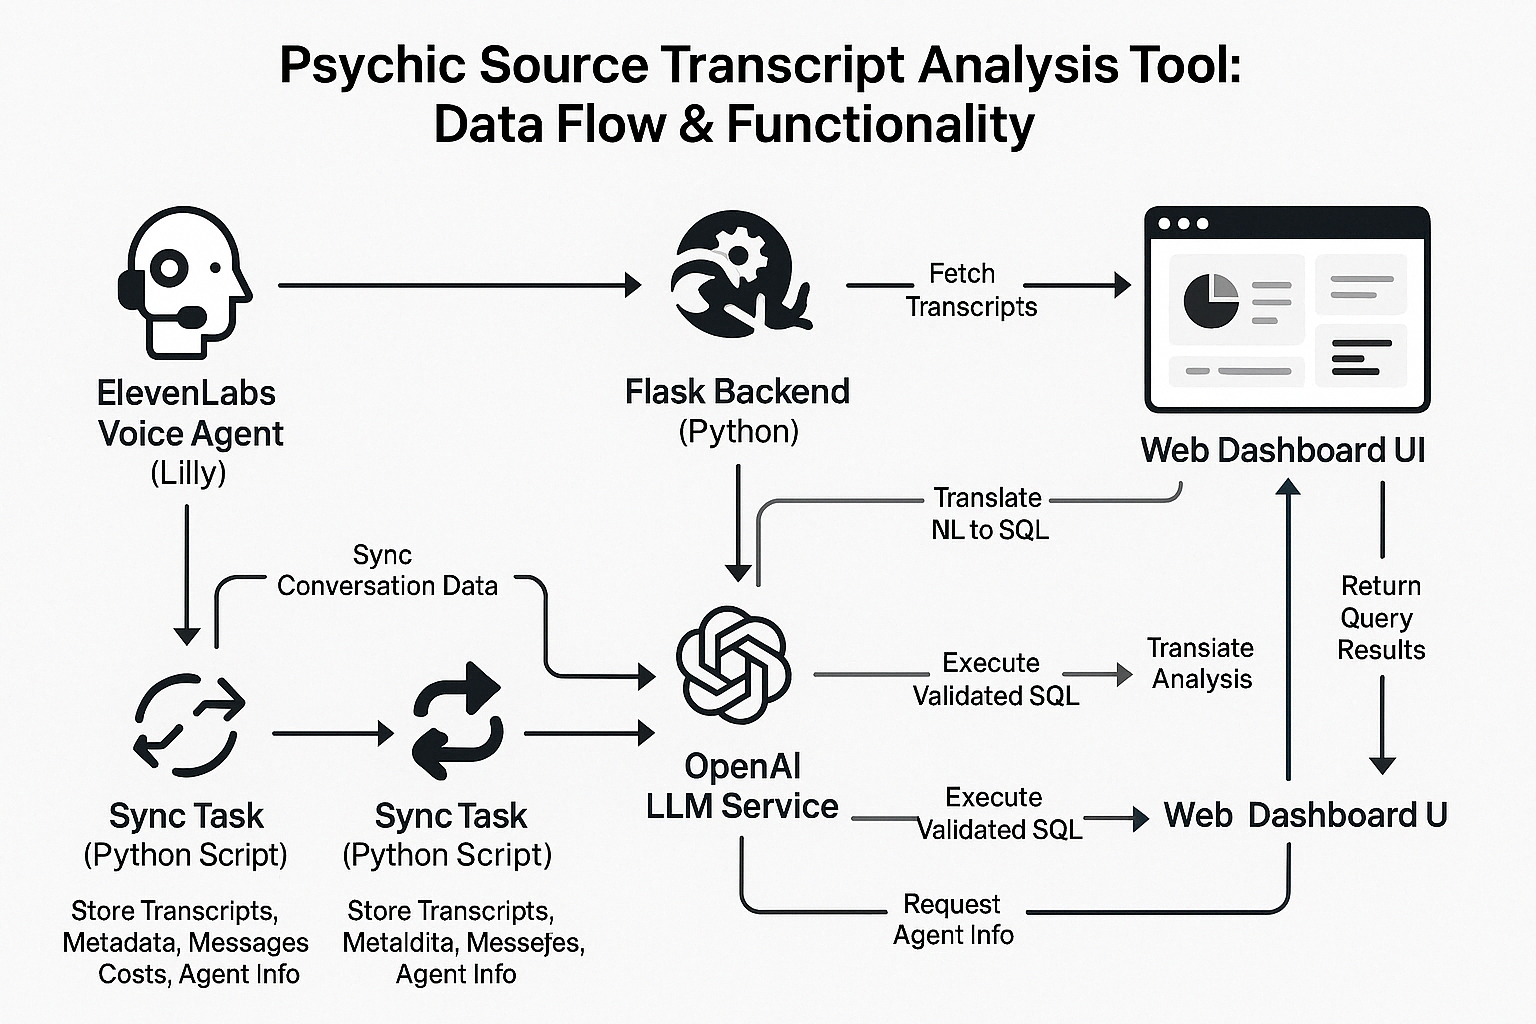 Psychic Source Transcript Analysis Tool:
Data Flow & Functionality
ElevenLabs
Voice Agent
(Lilly)
Flask Backend
(Python)
Fetch
Transcripts
Web Dashboard UI
Translate
NL to SQL
Sync
Conversation Data
Return
Query
Results
Execute
Validated SQL
Transiate
Analysis
OpenAI
LLM Service
Execute
Validated SQL
Web Dashboard U
Sync Task
(Python Script)
Store Transcripts,
Metadata, Messages
Costs, Agent Info
Sync Task
(Python Script)
Store Transcripts,
Metaldita, Messeƒes,
Agent Info
Request
Agent Info